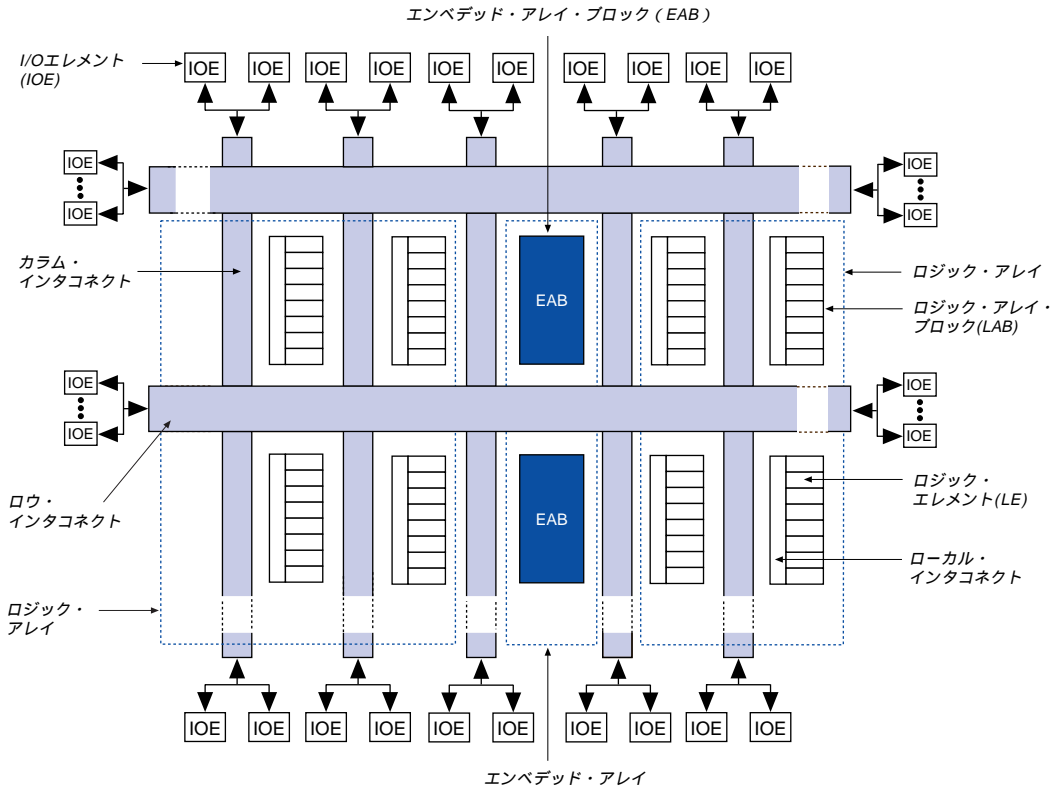 エンベデッド・アレイ・ブロック ( EAB )
I/Oエレメント
(IOE)
IOE IOE IOE IOE IOE IOE IOE IOE IOE IOE
IOE IOE
IOE IOE
カラム・
インタコネクト
EAB
ロジック・アレイ
ロジック・アレイ・
ブロック(LAB)
IOE IOE
IOE IOE
ロウ・
インタコネクト
EAB
ロジック・
エレメント(LE)
ローカル・
インタコネクト
ロジック・
アレイ
IOE IOE IOE IOE IOE IOE IOE IOE IOE IOE
エンベデッド・アレイ